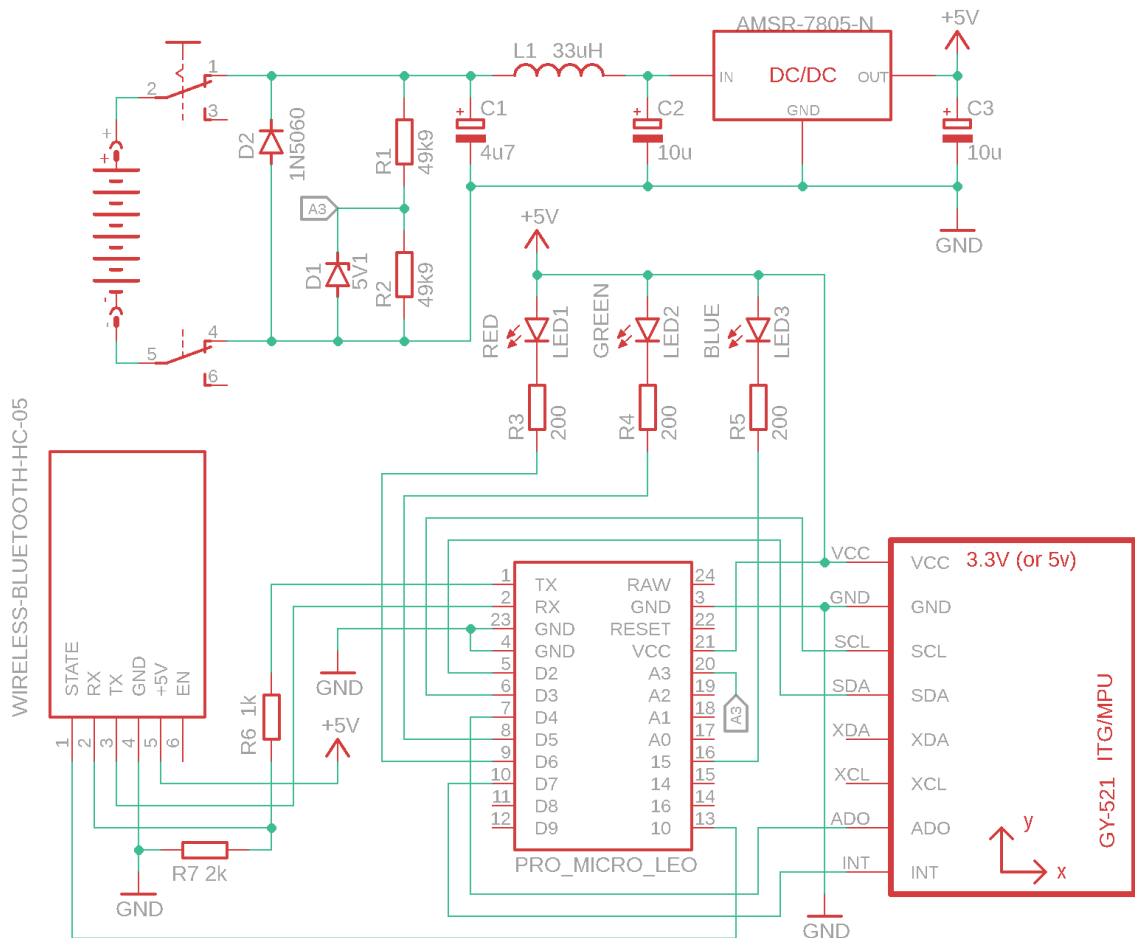 AMSR-7805-N
+5V
L1 33uH
1
2
3
IN
DC/DC
OUT
GND
+
+
D2
1N5060
R1
49k9
+
C1
4u7
+
C2
10u
+
C3
10u
A3
D1
5V1
R2
49k9
GND
+5V
-
-
4
5
6
RED
LED1
GREEN
LED2
BLUE
LED3
R3
200
R4
200
R5
200
WIRELESS-BLUETOOTH-HC-05
STATE
RX
TX
GND
+5V
EN
1
2
3
4
5
6
R6 1k
+5V
R7 2k
GND
GND
1 TX RAW 24
2 RX GND 3
23 GND RESET 22
4 GND VCC 21
5 D2 A3 20
6 D3 A2 19
7 D4 A1 18
8 D5 A0 17
9 D6 15 16
10 D7 14 15
11 D8 16 14
12 D9 10 13
PRO_MICRO_LEO
A3
VCC VCC 3.3V (or 5v)
GND GND
SCL SCL
SDA SDA
XDA XDA
XCL XCL
ADO ADO
INT INT
GY-521 ITG/MPU
y
x
GND